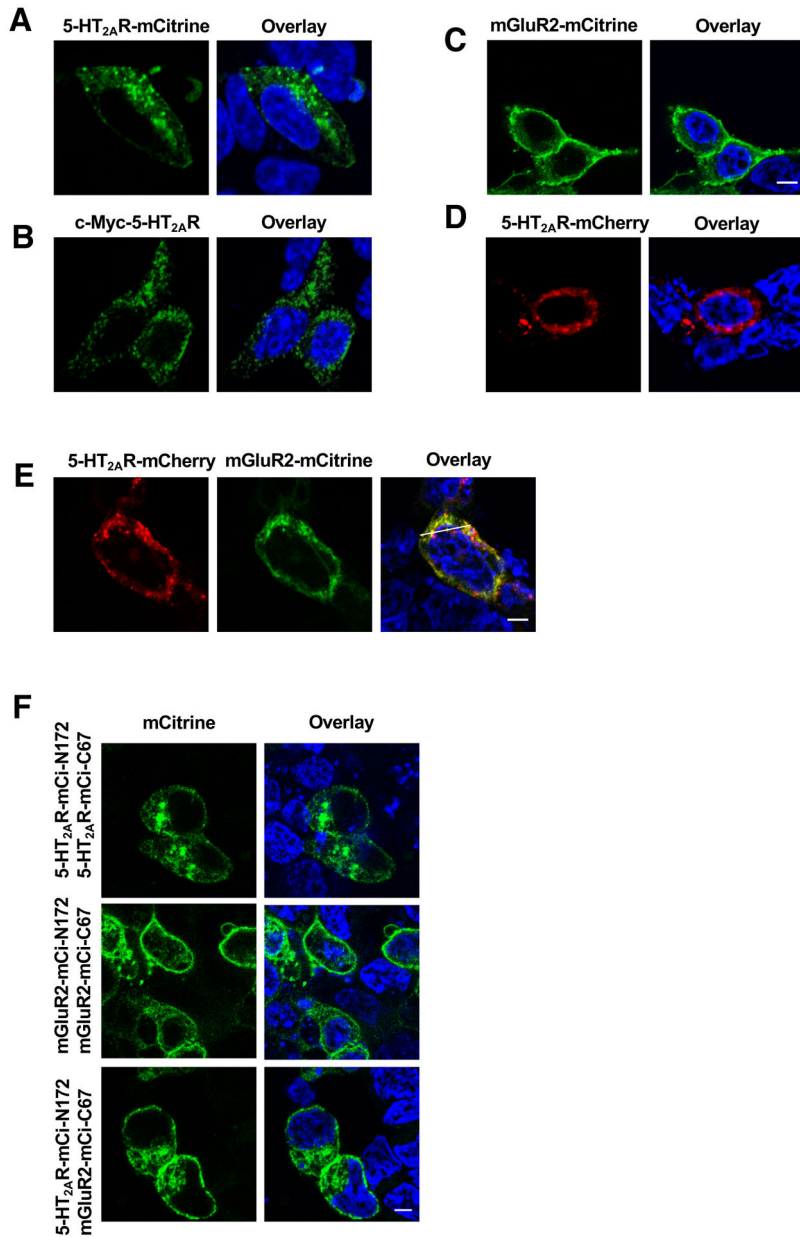 A
5-HT2AR-mCitrine Overlay
B
c-Myc-5-HT2AR Overlay
C
mGluR2-mCitrine Overlay
D
5-HT2AR-mCherry Overlay
E
5-HT2AR-mCherry mGluR2-mCitrine Overlay
F
mCitrine Overlay
5-HT2AR-mCi-N172
5-HT2AR-mCi-C67
mGluR2-mCi-N172
mGluR2-mCi-C67
5-HT2AR-mCi-N172
mGluR2-mCi-C67